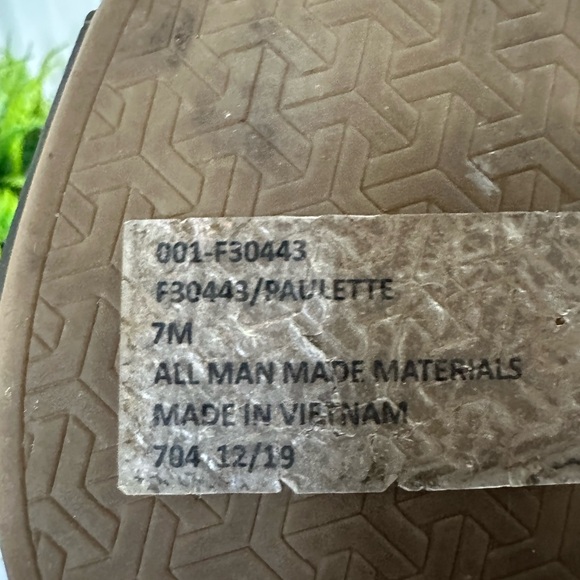 001-F30443
F30443/PAULETTE
7M
ALL MAN MADE MATERIALS
MADE IN VIETNAM
704 12/19